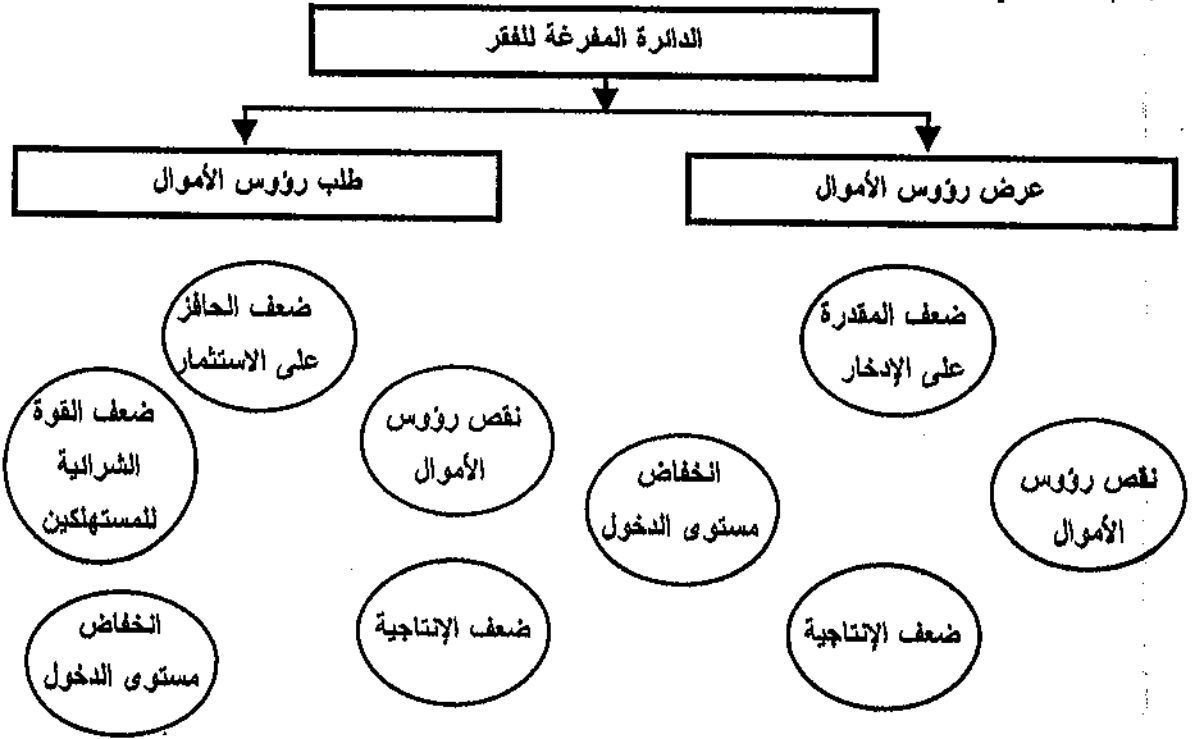 الدائرة المفرغة للفقر
عرض رؤوس الأموال
طلب رؤوس الأموال
ضعف المقدرة
على الإدخار
نقص رؤوس
الأموال
انخفاض
مستوى الدخول
ضعف الإنتاجية
ضعف الحافز
على الاستثمار
نقص رؤوس
الأموال
ضعف القوة
الشرائية
للمستهلكين
ضعف الإنتاجية
انخفاض
مستوى الدخول